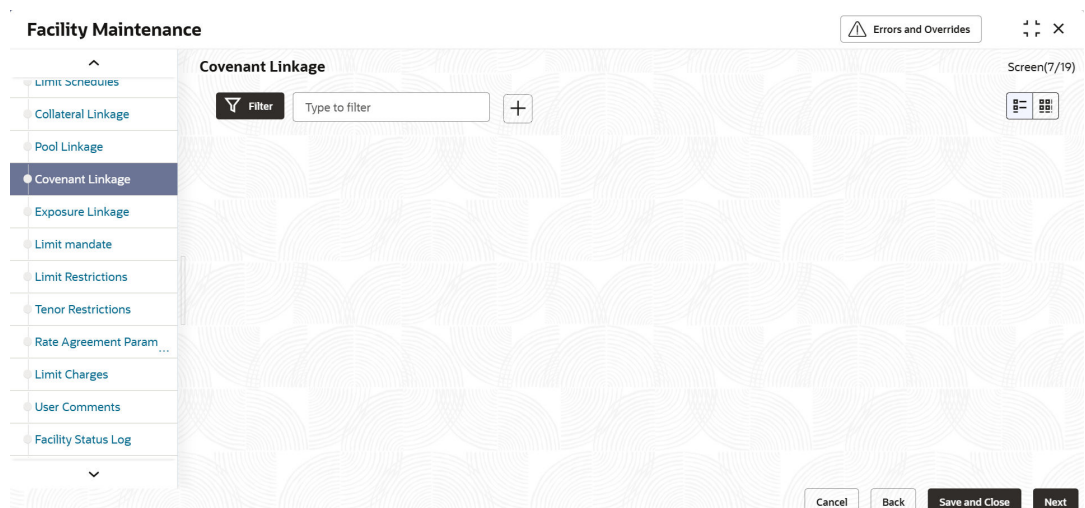 Facility Maintenance
Errors and Overrides
Limit Schedules
Collateral Linkage
Pool Linkage
Covenant Linkage
Exposure Linkage
Limit mandate
Limit Restrictions
Tenor Restrictions
Rate Agreement Param
...
Limit Charges
User Comments
Facility Status Log
Covenant Linkage
Screen(7/19)
Filter
Type to filter
Cancel
Back
Save and Close
Next